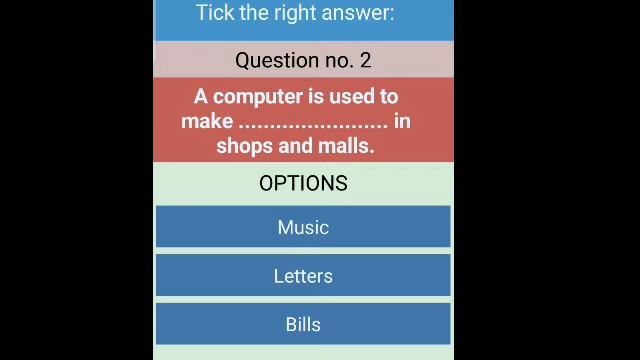 Tick the right answer:
Question no. 2
A computer is used to
make ........................ in
shops and malls.
OPTIONS
Music
Letters
Bills